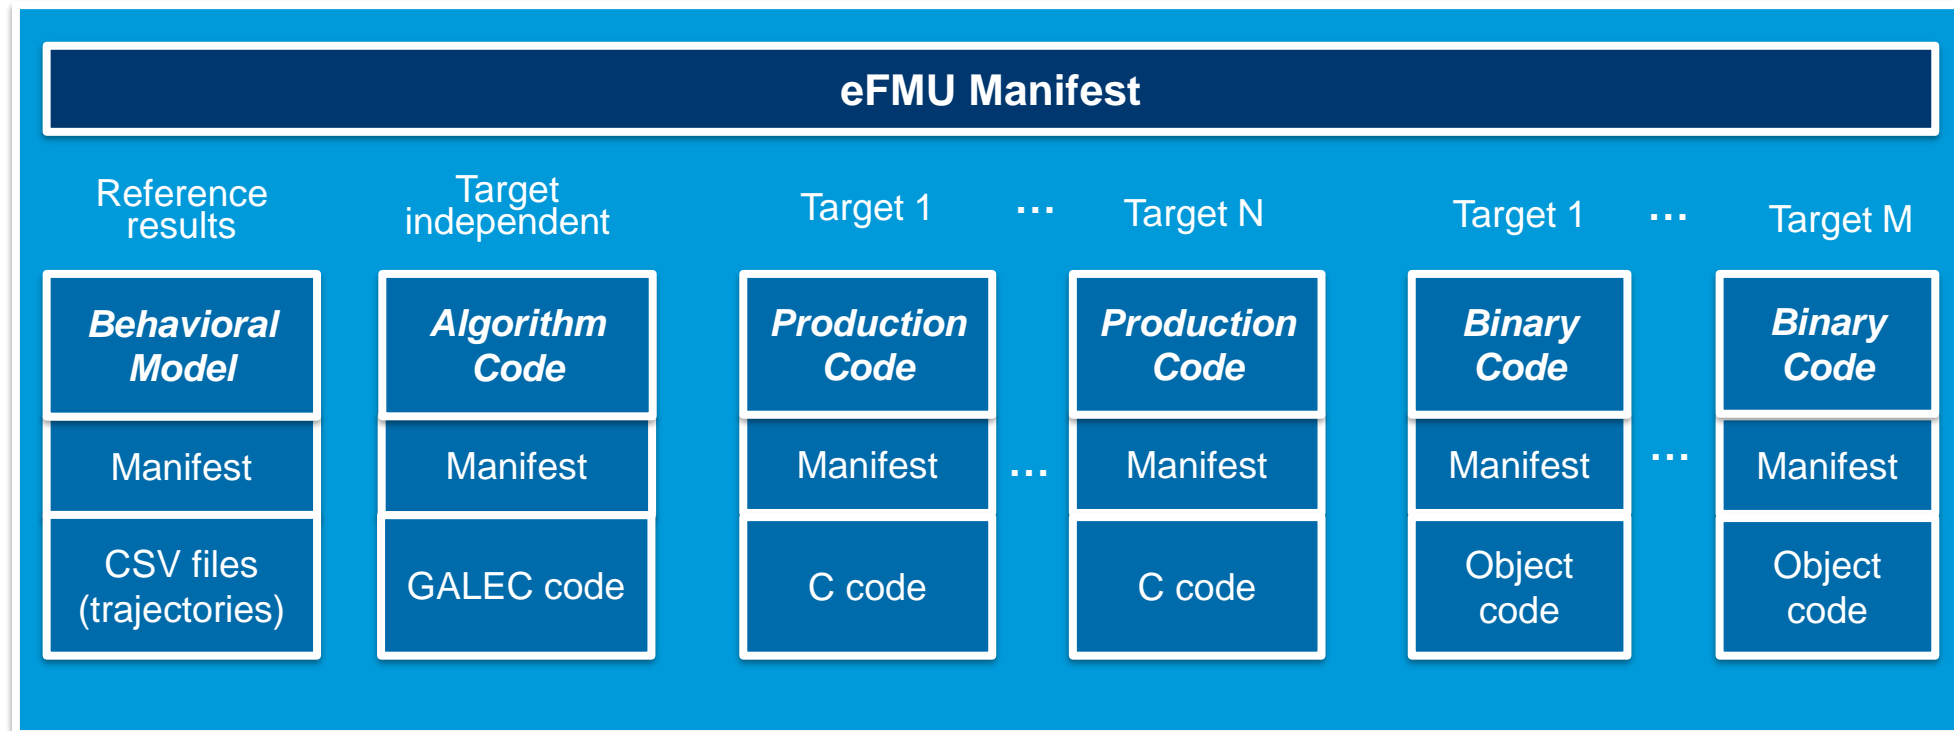 eFMU Manifest
Reference
results
Target
independent
Target 1
...
Target N
Target 1
...
Target M
Behavioral
Model
Algorithm
Code
Production
Code
Production
Code
Binary
Code
Binary
Code
Manifest
Manifest
Manifest
...
Manifest
Manifest
...
Manifest
CSV files
(trajectories)
GALEC code
C code
C code
Object
code
Object
code